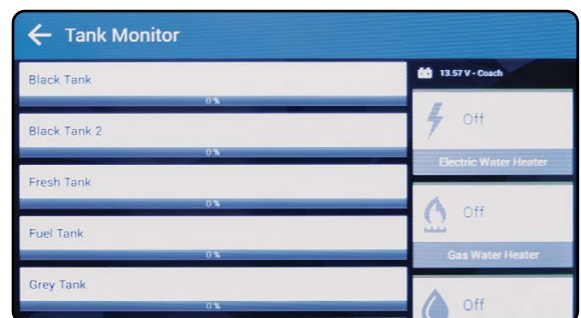 Tank Monitor
Black Tank
0%
Black Tank 2
0%
Fresh Tank
0%
Fuel Tank
0%
Grey Tank
0%
13.57 V - Coach
Off
Electric Water Heater
Off
Gas Water Heater
Off